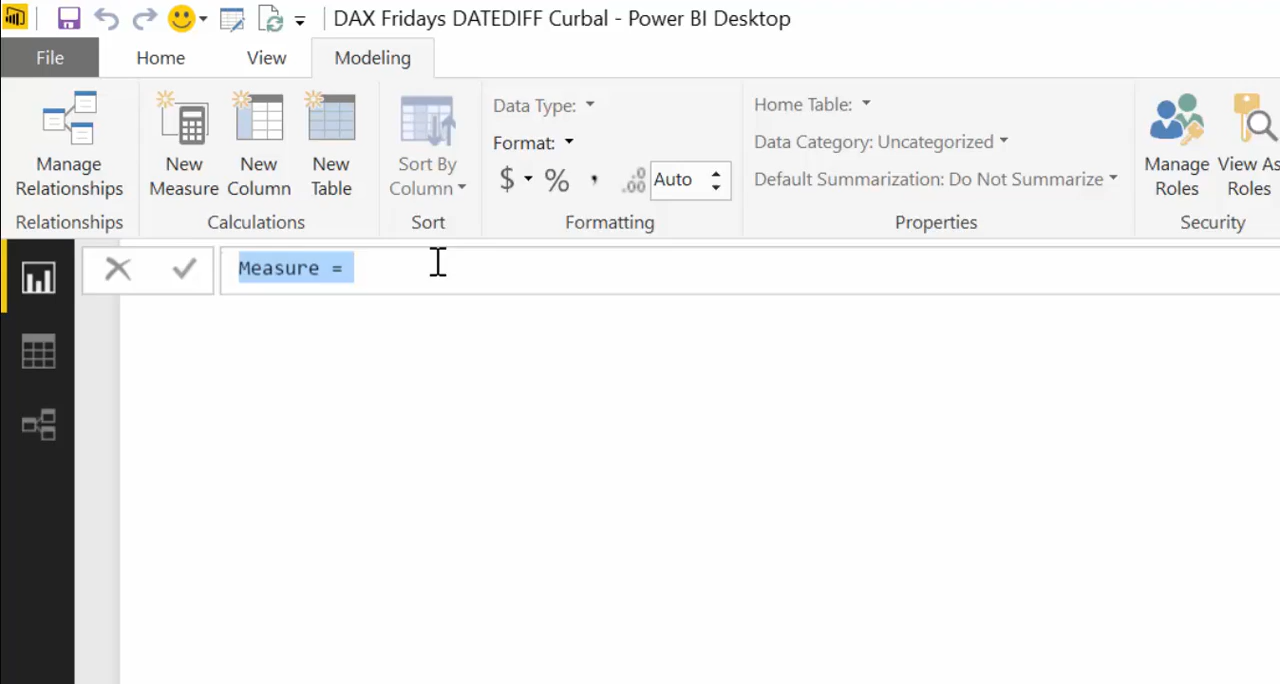 DAX Fridays DATEDIFF Curbal - Power BI Desktop
File Home View Modeling
Manage Relationships
New Measure
New Column
New Table
Sort By Column
Data Type:
Format:
$ % , .00 Auto
Home Table:
Data Category: Uncategorized
Default Summarization: Do Not Summarize
Manage Roles
View As Roles
Relationships Calculations Sort Formatting Properties Security
Measure =